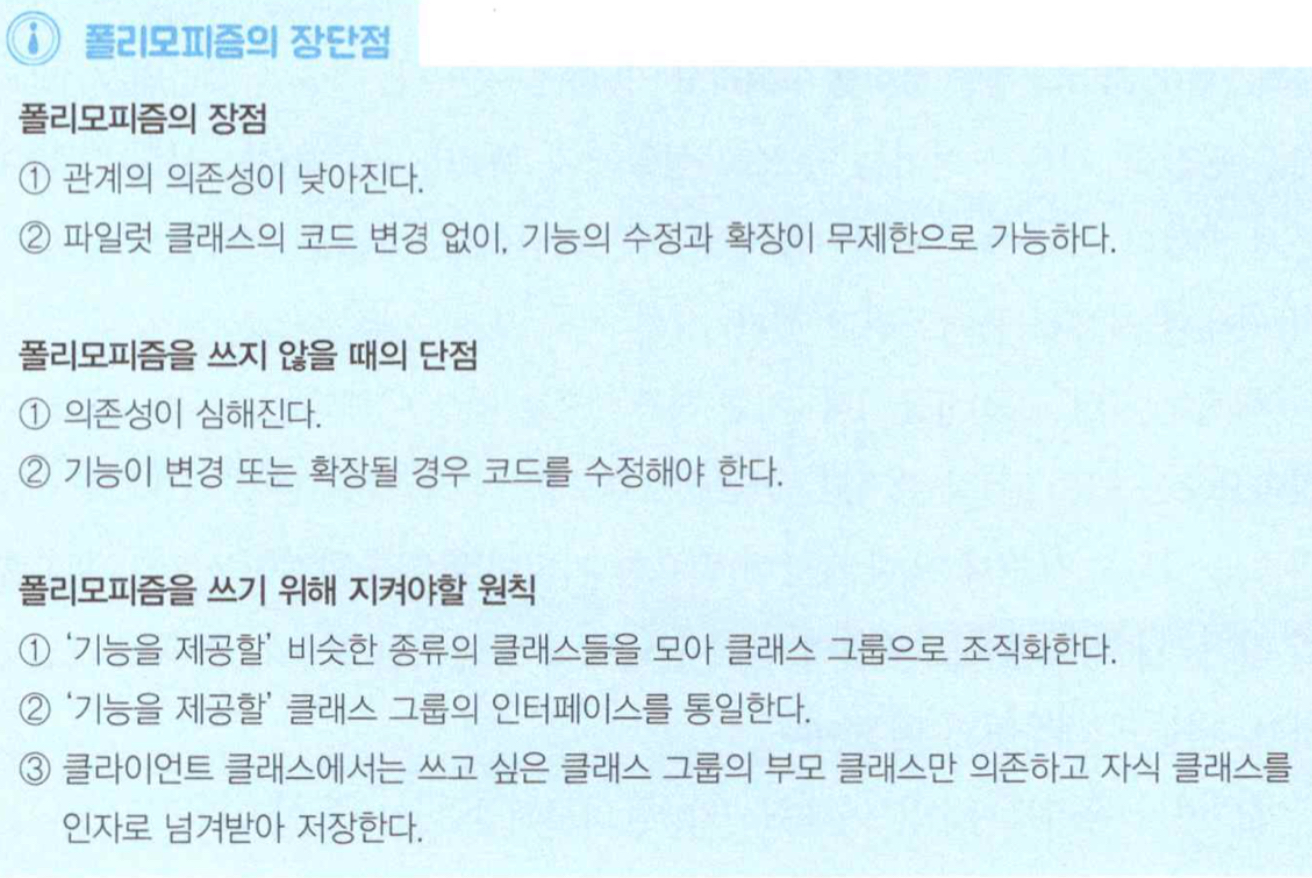 폴리모피즘의 장단점
폴리모피즘의 장점
① 관계의 의존성이 낮아진다.
② 파일럿 클래스의 코드 변경 없이, 기능의 수정과 확장이 무제한으로 가능하다.
폴리모피즘을 쓰지 않을 때의 단점
① 의존성이 심해진다.
② 기능이 변경 또는 확장될 경우 코드를 수정해야 한다.
폴리모피즘을 쓰기 위해 지켜야할 원칙
① ‘기능을 제공할’ 비슷한 종류의 클래스들을 모아 클래스 그룹으로 조직화한다.
② ‘기능을 제공할’ 클래스 그룹의 인터페이스를 통일한다.
③ 클라이언트 클래스에서는 쓰고 싶은 클래스 그룹의 부모 클래스만 의존하고 자식 클래스를
인자로 넘겨받아 저장한다.